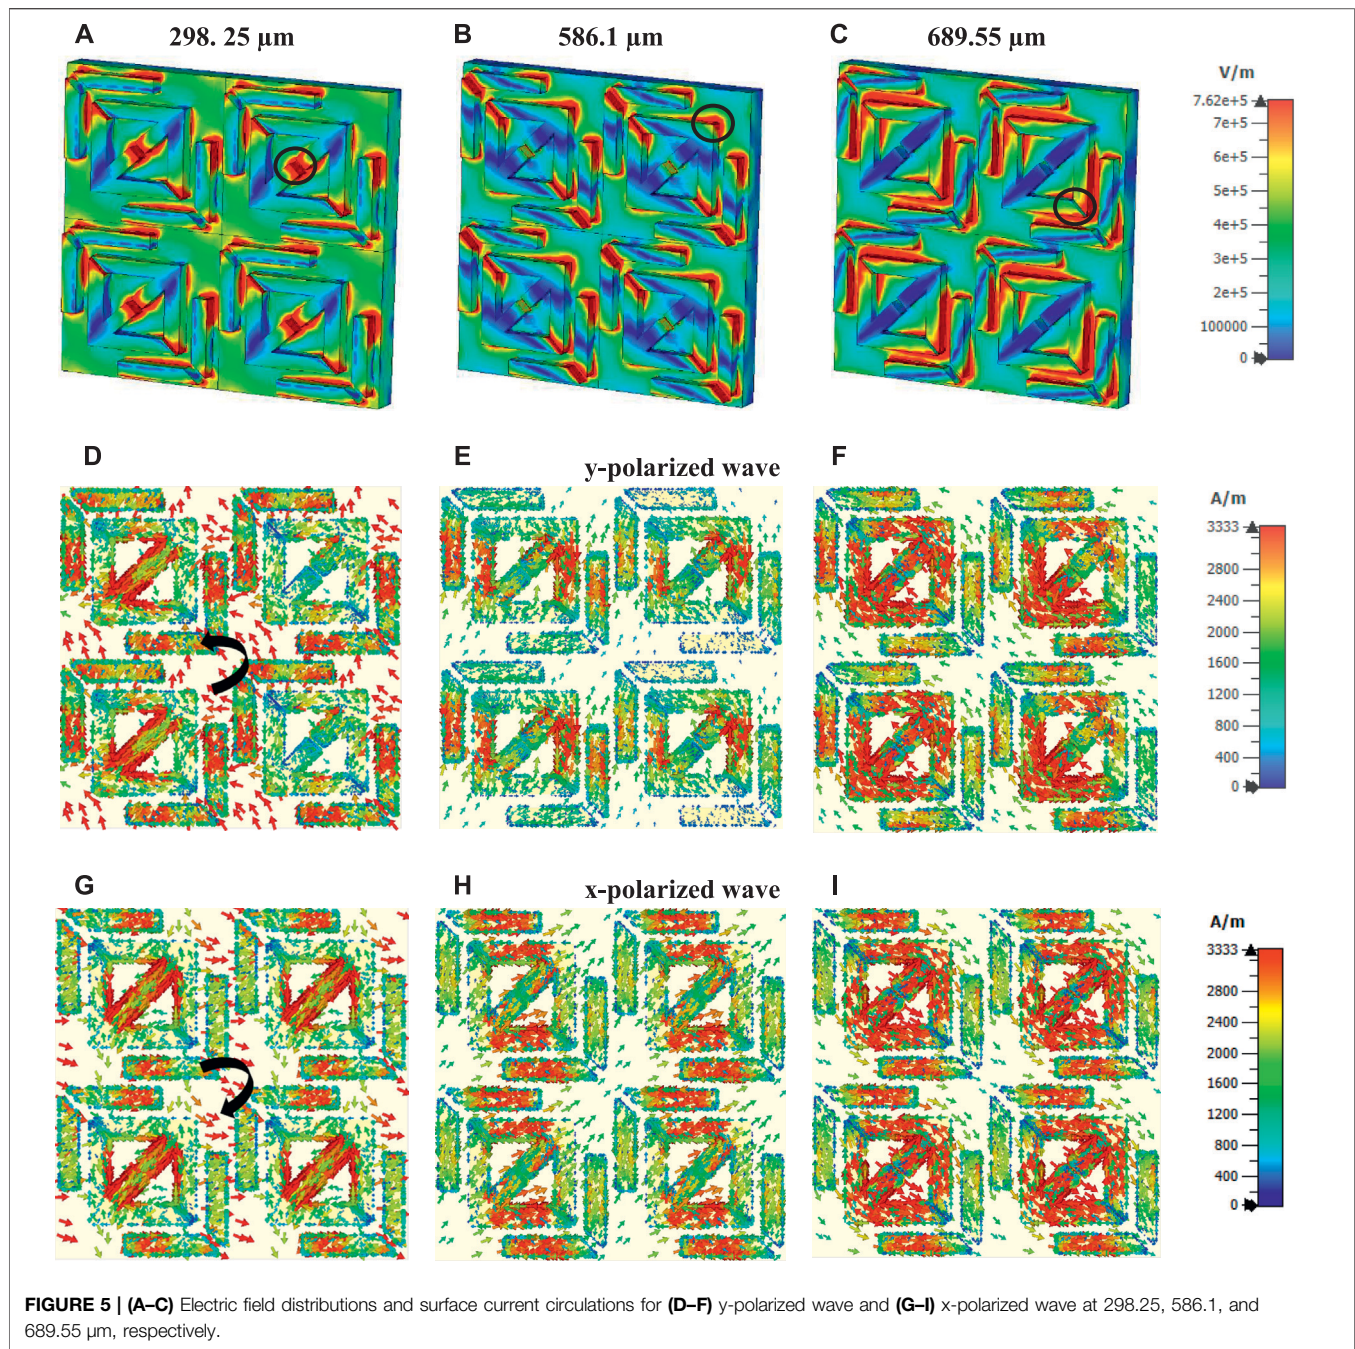 A 298. 25 µm B 586.1 µm C 689.55 µm
V/m
7.62e+5
7e+5
6e+5
5e+5
4e+5
3e+5
2e+5
100000
0
D E y-polarized wave F
A/m
3333
2800
2400
2000
1600
1200
800
400
0
G H x-polarized wave I
A/m
3333
2800
2400
2000
1600
1200
800
400
0
FIGURE 5 | (A–C) Electric field distributions and surface current circulations for (D–F) y-polarized wave and (G–I) x-polarized wave at 298.25, 586.1, and
689.55 µm, respectively.